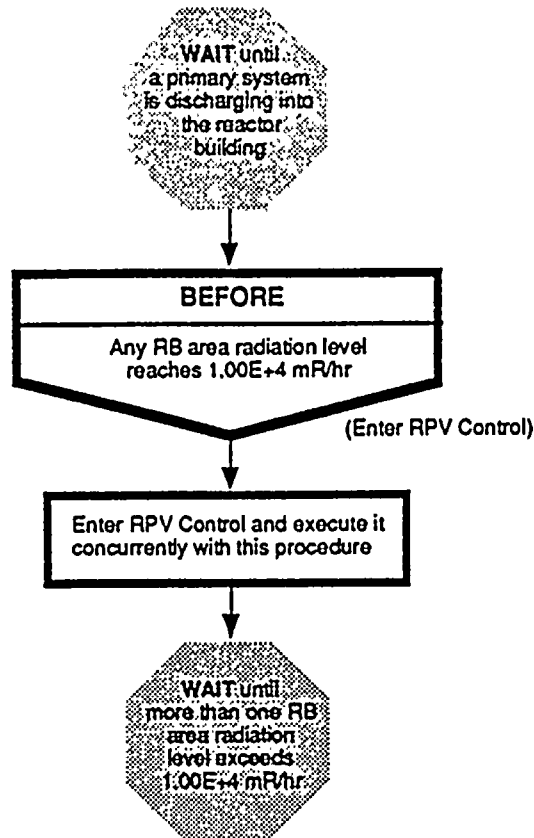 WAIT until
a primary system
is discharging into
the reactor
building
BEFORE
Any RB area radiation level
reaches 1.00E+4 mR/hr
(Enter RPV Control)
Enter RPV Control and execute it
concurrently with this procedure
WAIT until
more than one RB
area radiation
level exceeds
1.00E+4 mR/hr